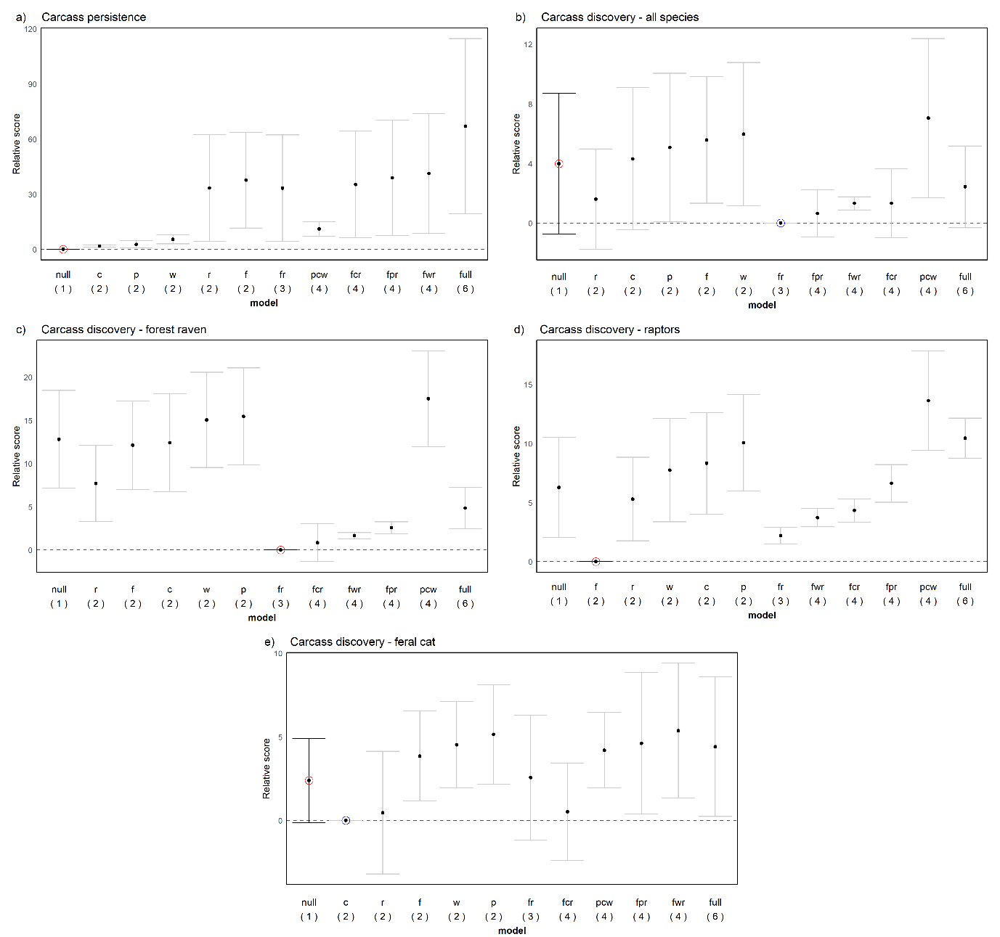 a) Carcass persistence
120
90
60
30
0
Relative score
null c p w r f fr pcw fcr fpr fwr full
( 1 ) ( 2 ) ( 2 ) ( 2 ) ( 2 ) ( 2 ) ( 3 ) ( 4 ) ( 4 ) ( 4 ) ( 4 ) ( 6 )
model
b) Carcass discovery - all species
12
8
4
0
Relative score
null r c p f w fr fpr fwr fcr pcw full
( 1 ) ( 2 ) ( 2 ) ( 2 ) ( 2 ) ( 2 ) ( 3 ) ( 4 ) ( 4 ) ( 4 ) ( 4 ) ( 6 )
model
c) Carcass discovery - forest raven
20
15
10
5
0
Relative score
null r f c w p fr fcr fwr fpr pcw full
( 1 ) ( 2 ) ( 2 ) ( 2 ) ( 2 ) ( 2 ) ( 3 ) ( 4 ) ( 4 ) ( 4 ) ( 4 ) ( 6 )
model
d) Carcass discovery - raptors
15
10
5
0
Relative score
null f r w c p fr fwr fcr fpr pcw full
( 1 ) ( 2 ) ( 2 ) ( 2 ) ( 2 ) ( 2 ) ( 3 ) ( 4 ) ( 4 ) ( 4 ) ( 4 ) ( 6 )
model
e) Carcass discovery - feral cat
10
5
0
Relative score
null c r f w p fr fcr pcw fpr fwr full
( 1 ) ( 2 ) ( 2 ) ( 2 ) ( 2 ) ( 2 ) ( 3 ) ( 4 ) ( 4 ) ( 4 ) ( 4 ) ( 6 )
model